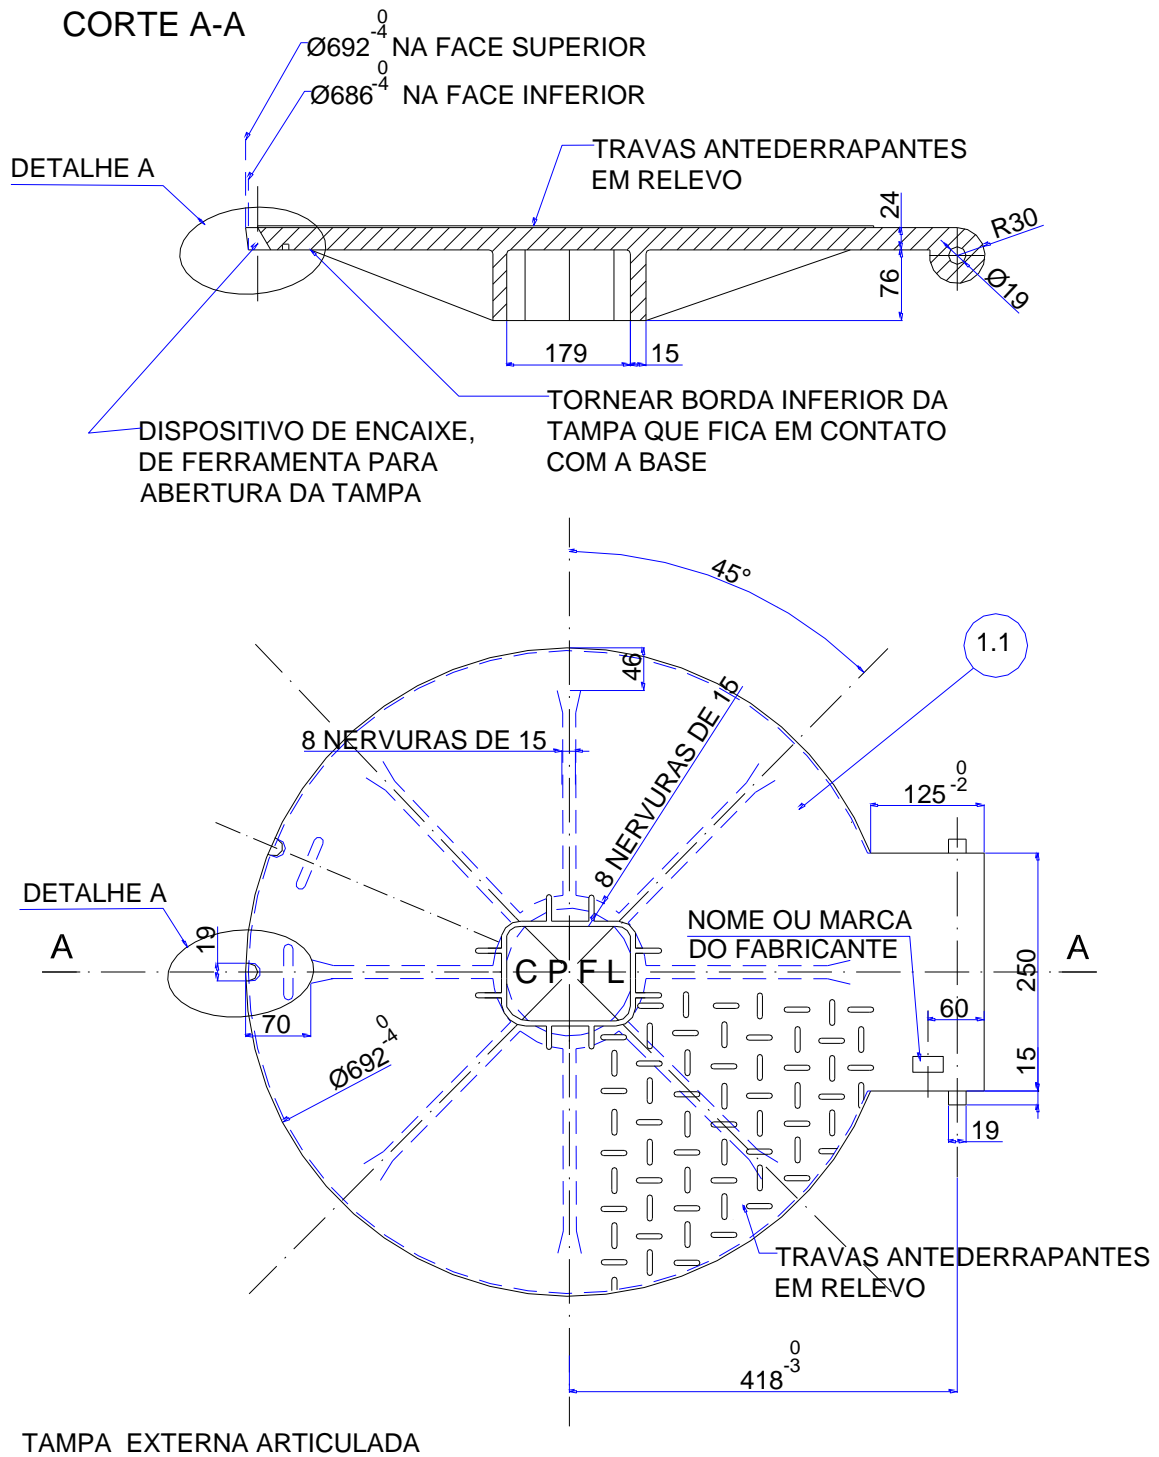 CORTE A-A
Ø692 0 -4 NA FACE SUPERIOR
Ø686 0 -4 NA FACE INFERIOR
DETALHE A
TRAVAS ANTEDERRAPANTES
EM RELEVO
24
R30
76
Ø19
179
15
TORNEAR BORDA INFERIOR DA
TAMPA QUE FICA EM CONTATO
COM A BASE
DISPOSITIVO DE ENCAIXE,
DE FERRAMENTA PARA
ABERTURA DA TAMPA
45°
1.1
46
8 NERVURAS DE 15
8 NERVURAS DE 15
125 0 -2
DETALHE A
19
A
NOME OU MARCA
DO FABRICANTE
A
C P F L
250
70
60
Ø692 0 -4
15
19
TRAVAS ANTEDERRAPANTES
EM RELEVO
418 0 -3
TAMPA EXTERNA ARTICULADA